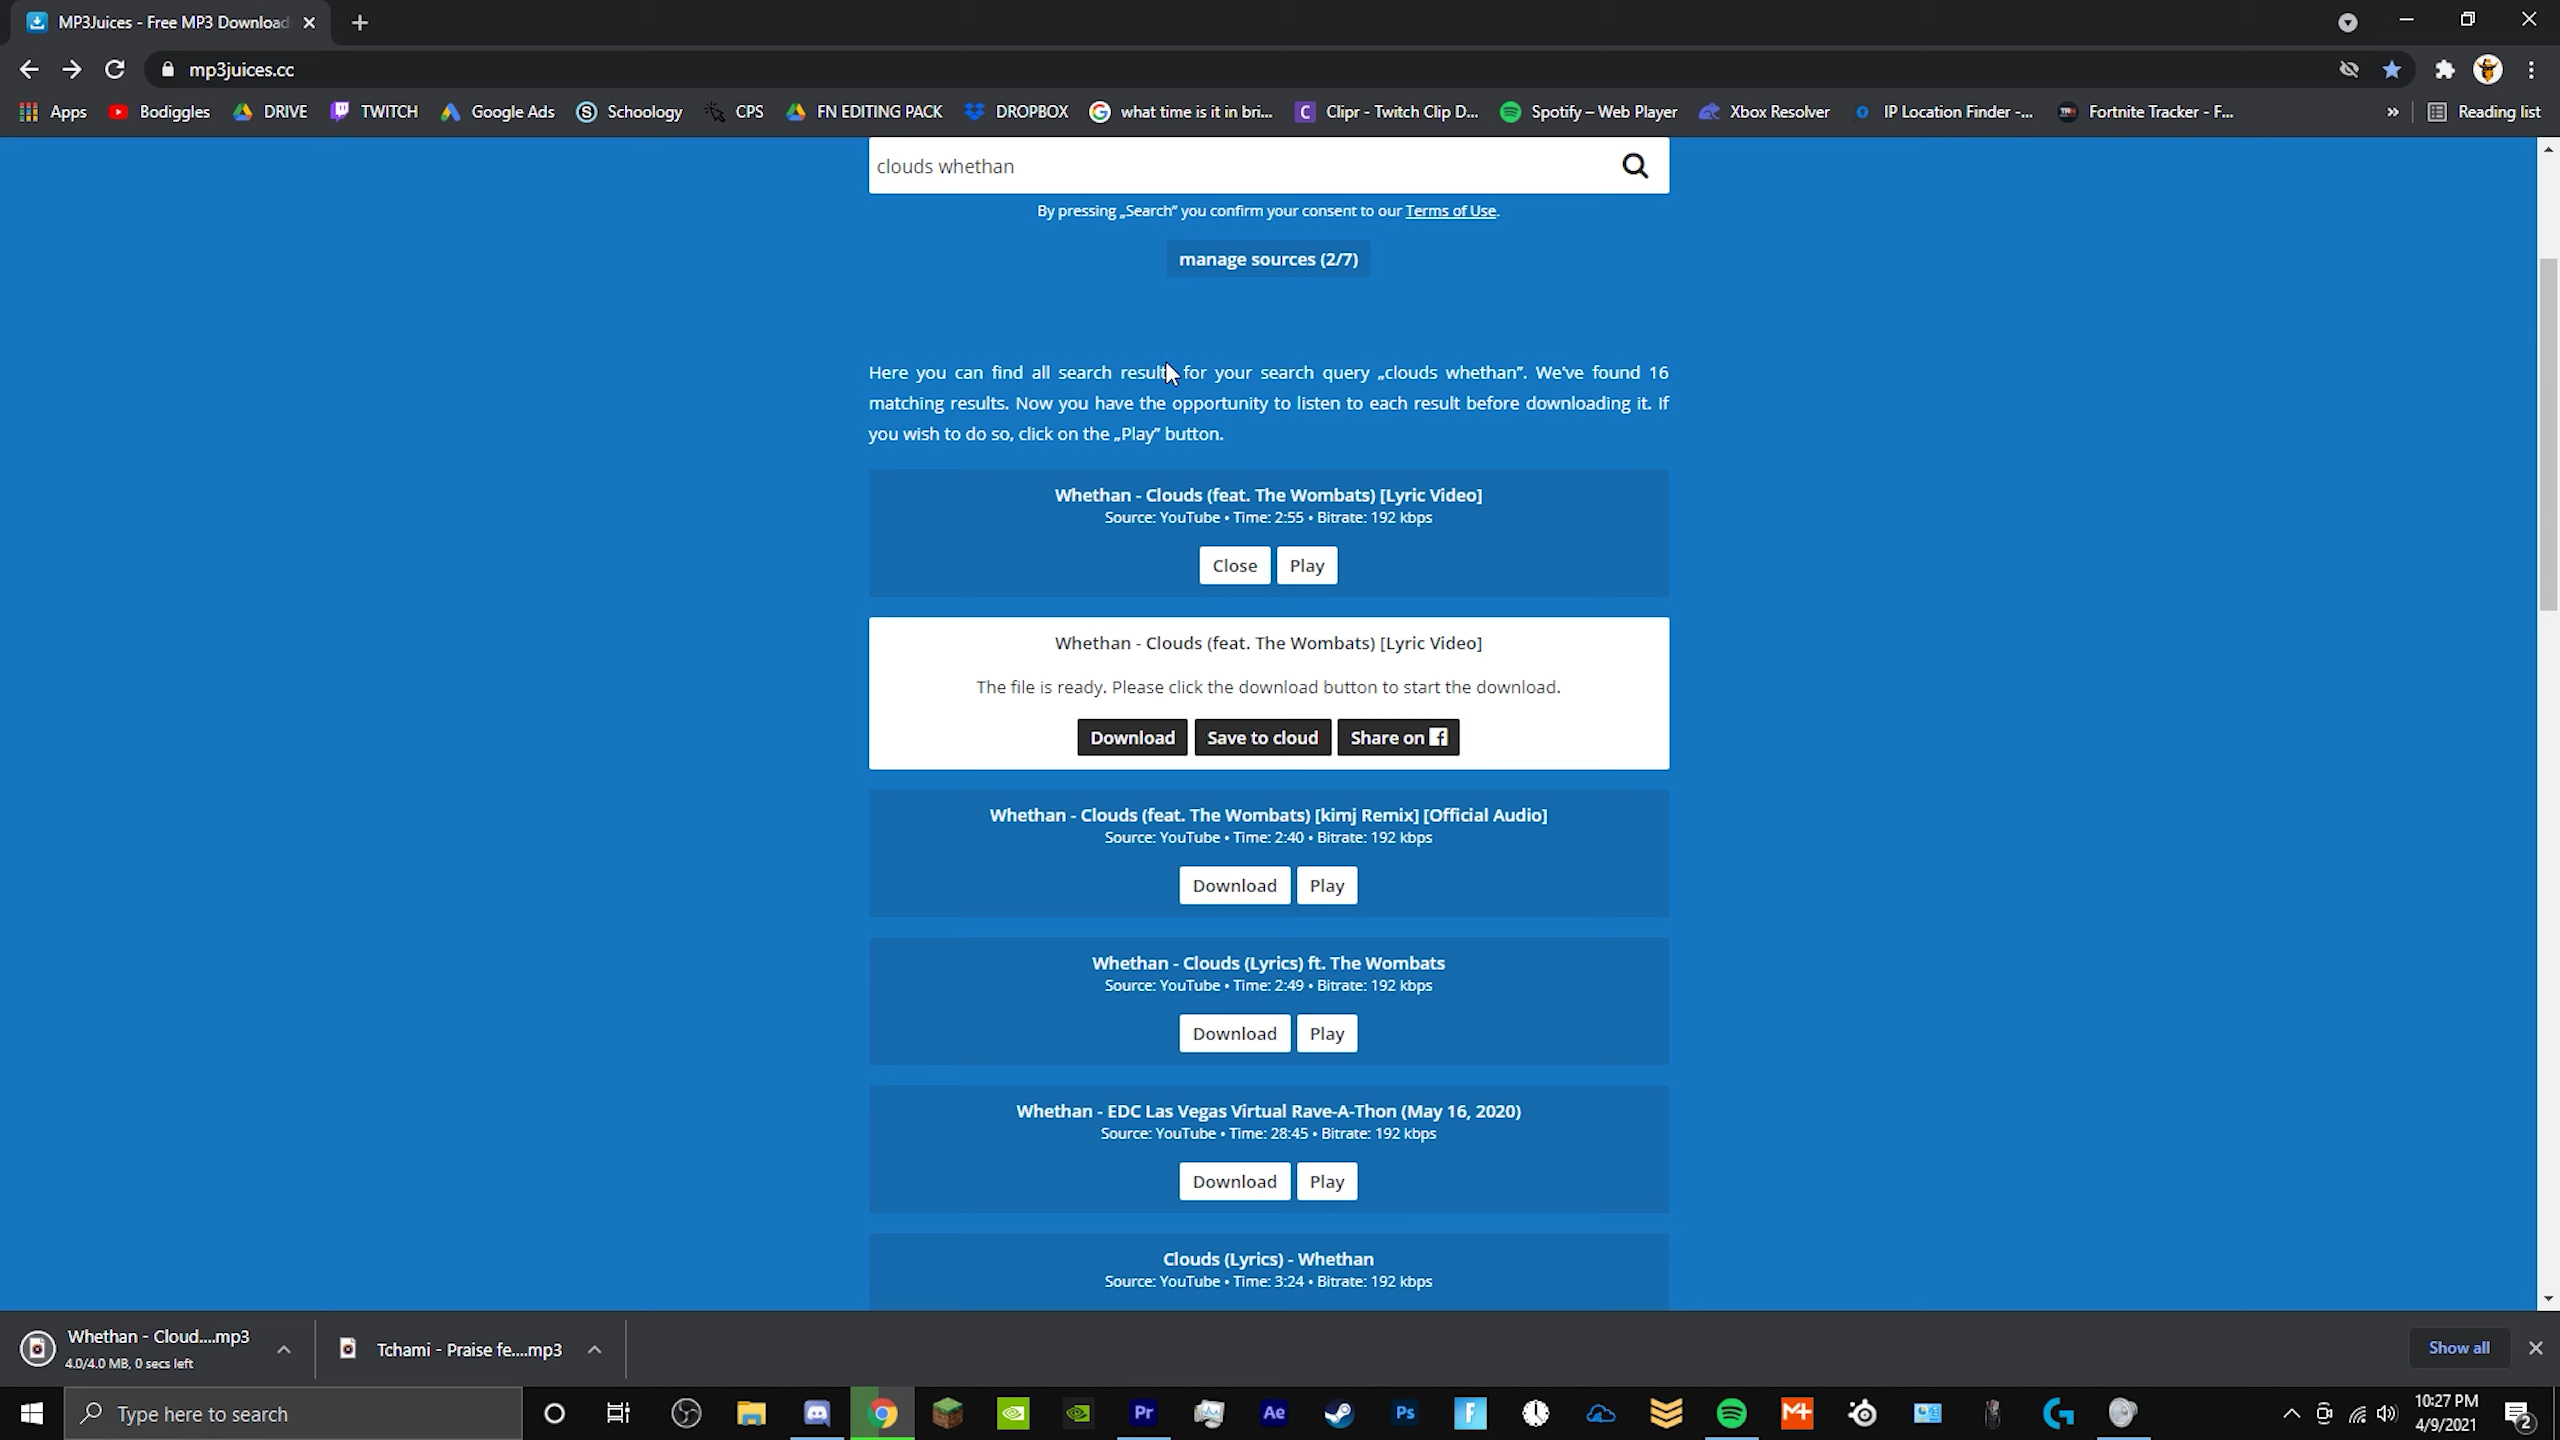 MP3Juices - Free MP3 Download
mp3juices.cc
Apps
Bodiggles
DRIVE
TWITCH
Google Ads
Schoology
CPS
FN EDITING PACK
DROPBOX
what time is it in bri...
Clipr - Twitch Clip D...
Spotify – Web Player
Xbox Resolver
IP Location Finder -...
Fortnite Tracker - F...
»
Reading list
clouds whethan
By pressing „Search” you confirm your consent to our Terms of Use.
manage sources (2/7)
Here you can find all search results for your search query „clouds whethan”. We've found 16
matching results. Now you have the opportunity to listen to each result before downloading it. If
you wish to do so, click on the „Play” button.
Whethan - Clouds (feat. The Wombats) [Lyric Video]
Source: YouTube • Time: 2:55 • Bitrate: 192 kbps
Close
Play
Whethan - Clouds (feat. The Wombats) [Lyric Video]
The file is ready. Please click the download button to start the download.
Download
Save to cloud
Share on f
Whethan - Clouds (feat. The Wombats) [kimj Remix] [Official Audio]
Source: YouTube • Time: 2:40 • Bitrate: 192 kbps
Download
Play
Whethan - Clouds (Lyrics) ft. The Wombats
Source: YouTube • Time: 2:49 • Bitrate: 192 kbps
Download
Play
Whethan - EDC Las Vegas Virtual Rave-A-Thon (May 16, 2020)
Source: YouTube • Time: 28:45 • Bitrate: 192 kbps
Download
Play
Clouds (Lyrics) - Whethan
Source: YouTube • Time: 3:24 • Bitrate: 192 kbps
Whethan - Cloud....mp3
4.0/4.0 MB, 0 secs left
Tchami - Praise fe....mp3
Show all
Type here to search
Pr
Ae
Ps
F
M+
10:27 PM
4/9/2021
2